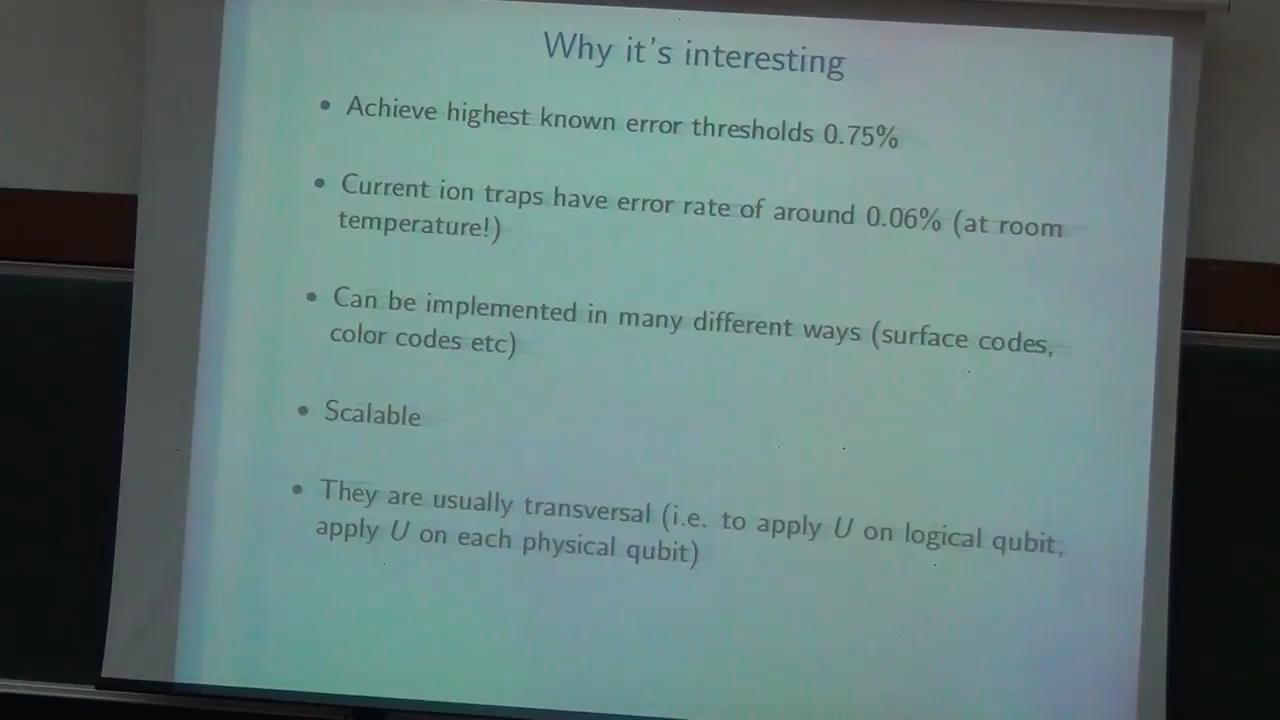 Why it's interesting
• Achieve highest known error thresholds 0.75%
• Current ion traps have error rate of around 0.06% (at room
temperature!)
• Can be implemented in many different ways (surface codes,
color codes etc)
• Scalable
• They are usually transversal (i.e. to apply U on logical qubit,
apply U on each physical qubit)